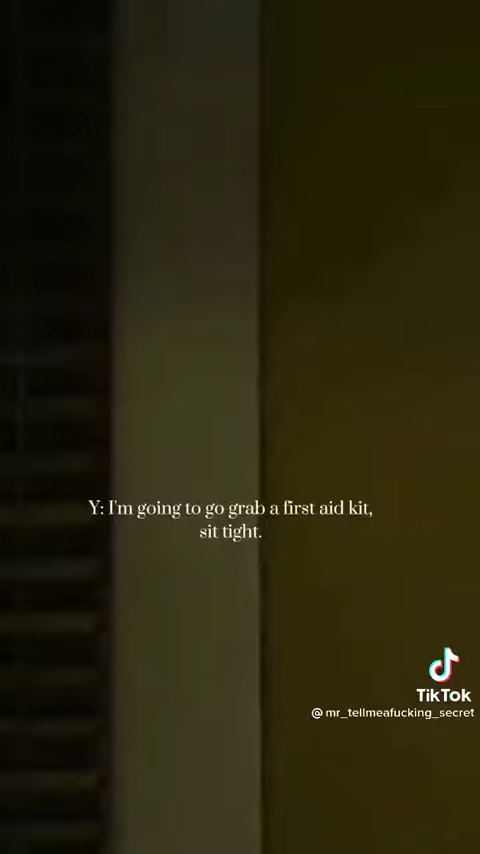 Y: I'm going to go grab a first aid kit,
sit tight.
TikTok
@mr_tellmeafucking_secret